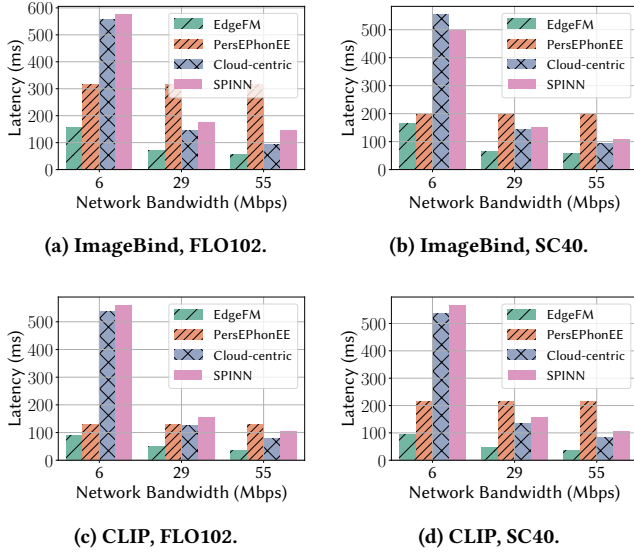 600
500
400
300
200
100
0
Latency (ms)
EdgeFM
PersEPhonEE
Cloud-centric
SPINN
6 29 55
Network Bandwidth (Mbps)
(a) ImageBind, FLO102.
500
400
300
200
100
0
Latency (ms)
EdgeFM
PersEPhonEE
Cloud-centric
SPINN
6 29 55
Network Bandwidth (Mbps)
(b) ImageBind, SC40.
500
400
300
200
100
0
Latency (ms)
EdgeFM
PersEPhonEE
Cloud-centric
SPINN
6 29 55
Network Bandwidth (Mbps)
(c) CLIP, FLO102.
500
400
300
200
100
0
Latency (ms)
EdgeFM
PersEPhonEE
Cloud-centric
SPINN
6 29 55
Network Bandwidth (Mbps)
(d) CLIP, SC40.